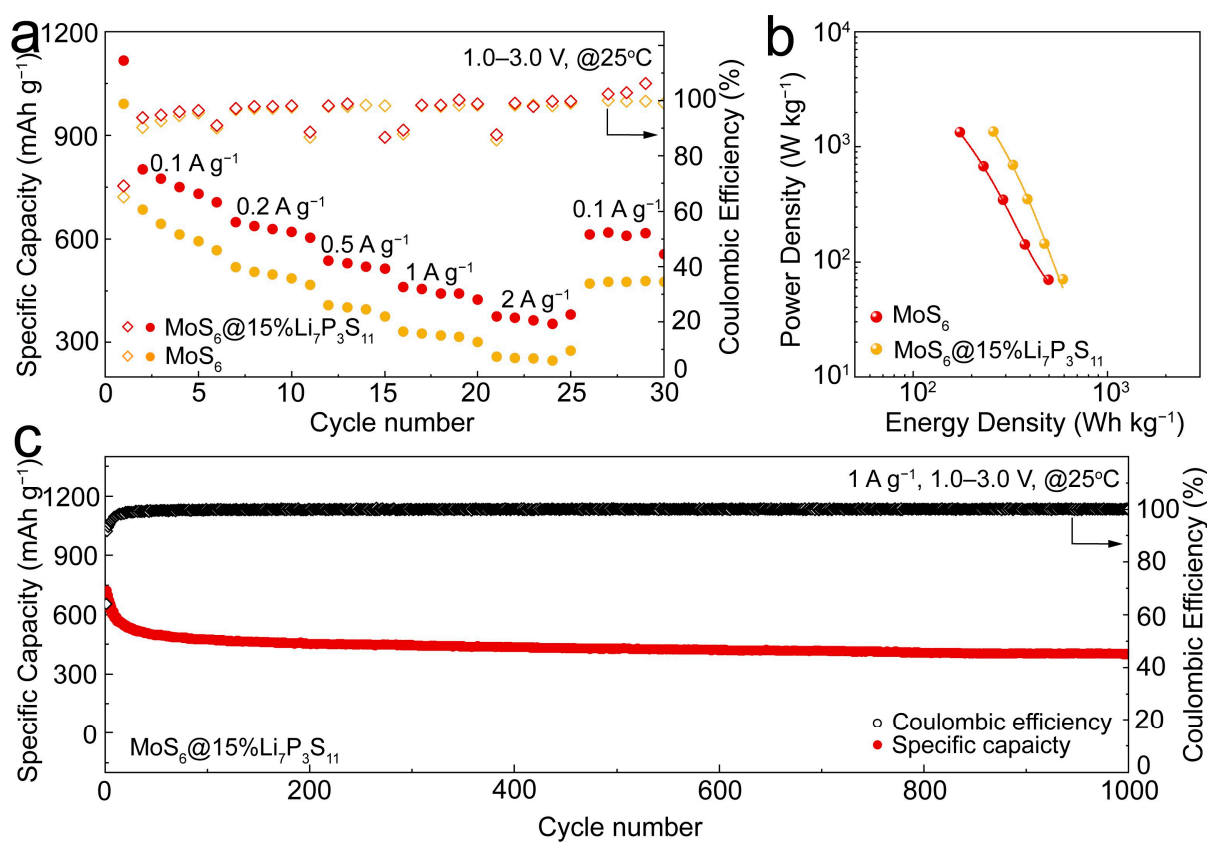 a
1200
900
600
300
Specific Capacity (mAh g⁻¹)
1.0–3.0 V, @25°C
0.1 A g⁻¹
0.2 A g⁻¹
0.5 A g⁻¹
1 A g⁻¹
2 A g⁻¹
0.1 A g⁻¹
MoS₆@15%Li₇P₃S₁₁
MoS₆
100
80
60
40
20
0
Coulombic Efficiency (%)
0 5 10 15 20 25 30
Cycle number
b
10⁴
10³
10²
10¹
Power Density (W kg⁻¹)
MoS₆
MoS₆@15%Li₇P₃S₁₁
10² 10³
Energy Density (Wh kg⁻¹)
c
1200
900
600
300
0
Specific Capacity (mAh g⁻¹)
1 A g⁻¹, 1.0–3.0 V, @25°C
Coulombic efficiency
Specific capaicty
MoS₆@15%Li₇P₃S₁₁
100
80
60
40
20
0
Coulombic Efficiency (%)
0 200 400 600 800 1000
Cycle number